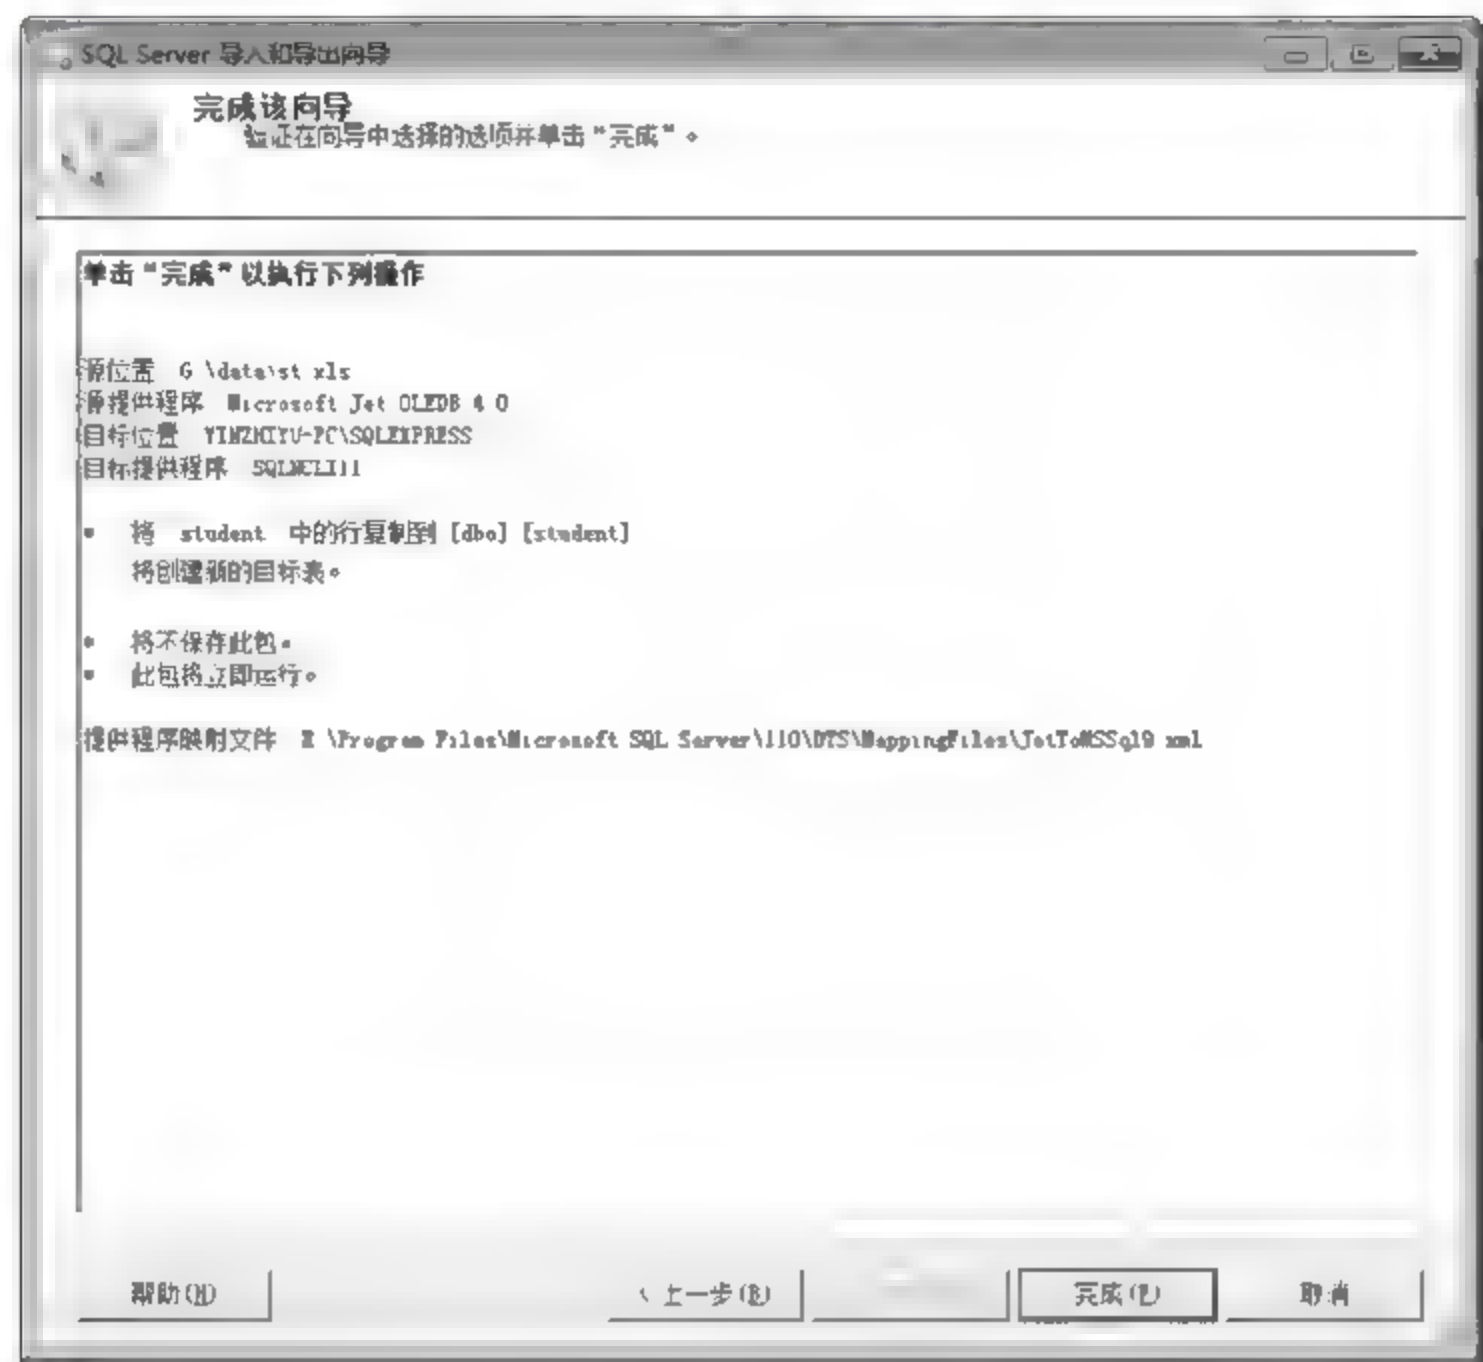 SQL Server 导入和导出向导
完成该向导
验证在向导中选择的选项并单击“完成”。
单击“完成”以执行下列操作
源位置 G \data\st xls
源提供程序 Microsoft Jet OLEDB 4 0
目标位置 \SQLEXPRESS
目标提供程序 SQLNCLI11
• 将 student 中的行复制到 [dbo] [student]
将创建新的目标表。
• 将不保存此包。
• 此包将立即运行。
提供程序映射文件 \Program Files\Microsoft SQL Server\110\DTS\MappingFiles\JetToMSSql9 xml
帮助(H)
< 上一步(B)
完成(F)
取消